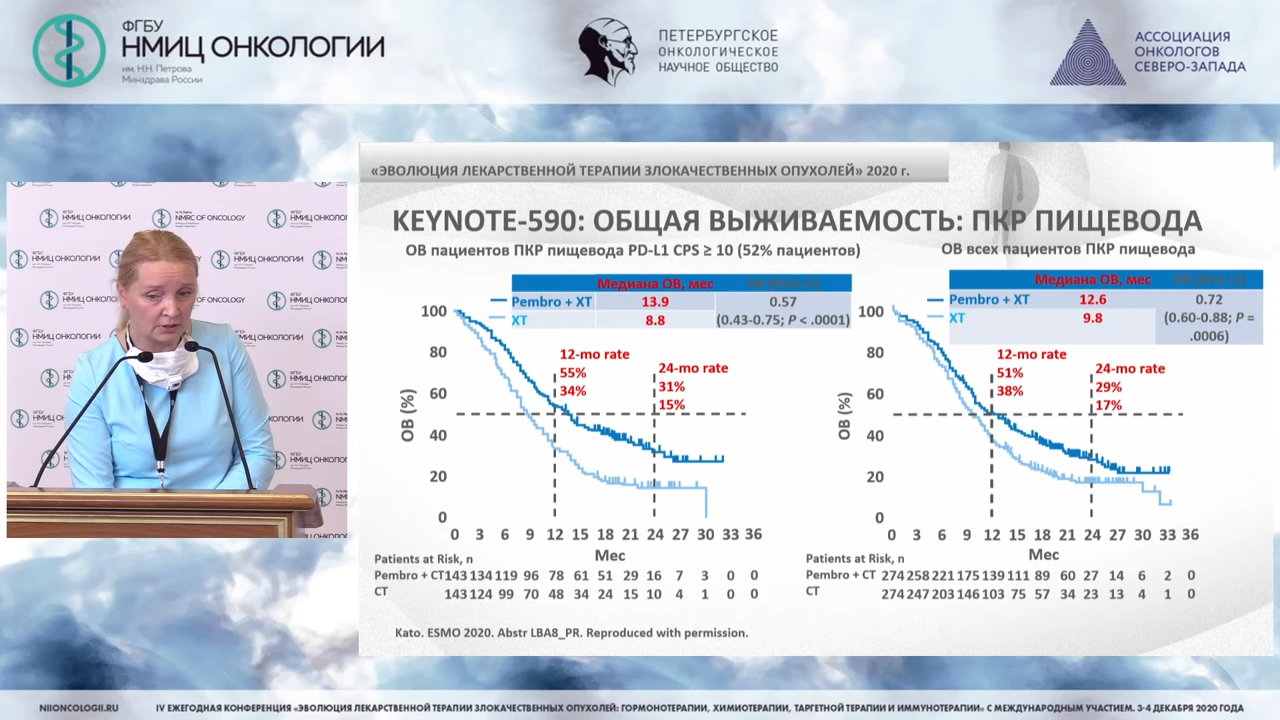 ФГБУ
НМИЦ ОНКОЛОГИИ
им. Н.Н. Петрова
Минздрава России
ПЕТЕРБУРГСКОЕ
ОНКОЛОГИЧЕСКОЕ
НАУЧНОЕ ОБЩЕСТВО
АССОЦИАЦИЯ
ОНКОЛОГОВ
СЕВЕРО-ЗАПАДА
«ЭВОЛЮЦИЯ ЛЕКАРСТВЕННОЙ ТЕРАПИИ ЗЛОКАЧЕСТВЕННЫХ ОПУХОЛЕЙ» 2020 г.
KEYNOTE-590: ОБЩАЯ ВЫЖИВАЕМОСТЬ: ПКР ПИЩЕВОДА
ОВ пациентов ПКР пищевода PD-L1 CPS ≥ 10 (52% пациентов)
Медиана ОВ, мес
Pembro + XT 13.9 0.57
XT 8.8 (0.43-0.75; P < .0001)
100
80
60
40
20
0
ОВ (%)
12-mo rate
55%
34%
24-mo rate
31%
15%
0 3 6 9 12 15 18 21 24 27 30 33 36
Мес
Patients at Risk, n
Pembro + CT 143 134 119 96 78 61 51 29 16 7 3 0 0
CT 143 124 99 70 48 34 24 15 10 4 1 0 0
ОВ всех пациентов ПКР пищевода
Медиана ОВ, мес
Pembro + XT 12.6 0.72
XT 9.8 (0.60-0.88; P =
.0006)
100
80
60
40
20
0
ОВ (%)
12-mo rate
51%
38%
24-mo rate
29%
17%
0 3 6 9 12 15 18 21 24 27 30 33 36
Мес
Patients at Risk, n
Pembro + CT 274 258 221 175 139 111 89 60 27 14 6 2 0
CT 274 247 203 146 103 75 57 34 23 13 4 1 0
Kato. ESMO 2020. Abstr LBA8_PR. Reproduced with permission.
ФГБУ
НМИЦ ОНКОЛОГИИ
NMRC OF ONCOLOGY
NIIONCOLOGII.RU
IV ЕЖЕГОДНАЯ КОНФЕРЕНЦИЯ «ЭВОЛЮЦИЯ ЛЕКАРСТВЕННОЙ ТЕРАПИИ ЗЛОКАЧЕСТВЕННЫХ ОПУХОЛЕЙ: ГОРМОНОТЕРАПИИ, ХИМИОТЕРАПИИ, ТАРГЕТНОЙ ТЕРАПИИ И ИММУНОТЕРАПИИ» С МЕЖДУНАРОДНЫМ УЧАСТИЕМ. 3-4 ДЕКАБРЯ 2020 ГОДА